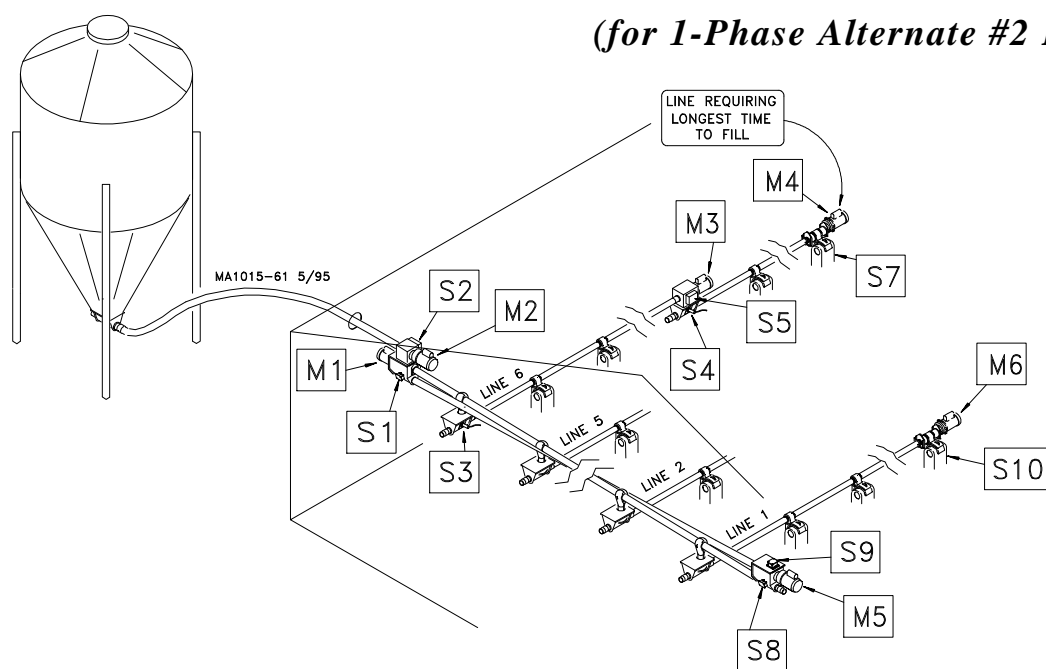 (for 1-Phase Alternate #2
LINE REQUIRING
LONGEST TIME
TO FILL
M4
M3
S7
MA1015-61 5/95
S2
M2
S5
S4
M1
LINE 6
M6
S1
LINE 5
S3
LINE 2
S10
LINE 1
S9
M5
S8